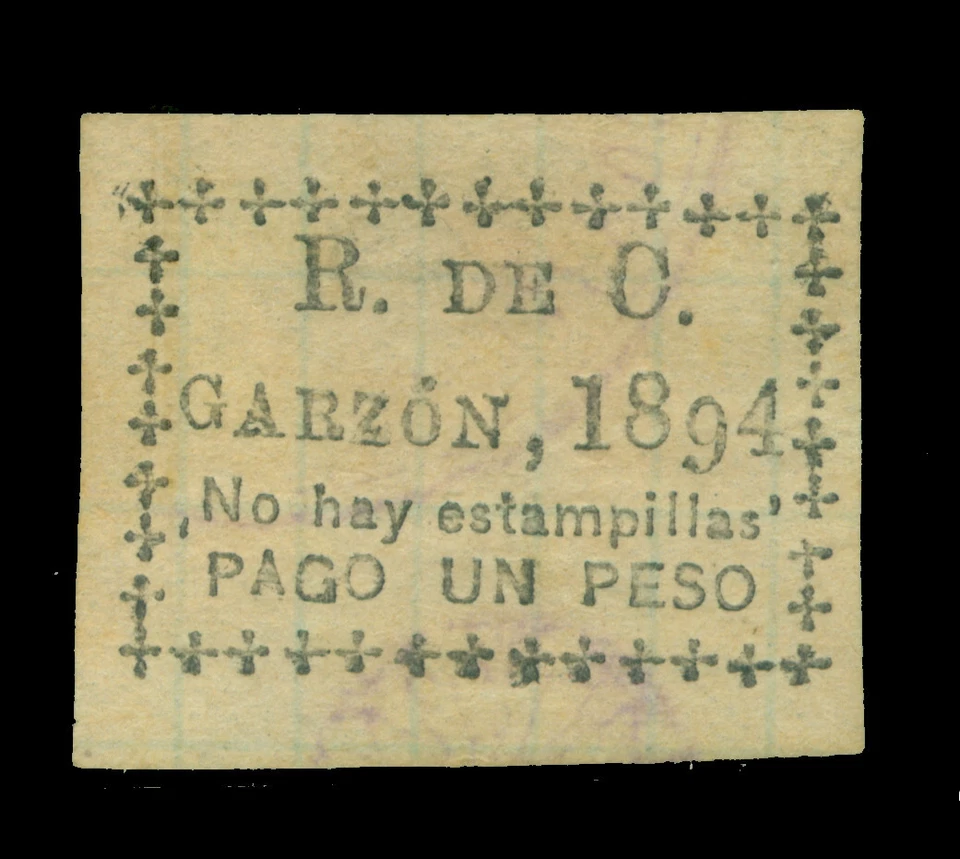 R. DE C.
GARZÓN, 1894
‚No hay estampillas’
PAGO UN PESO